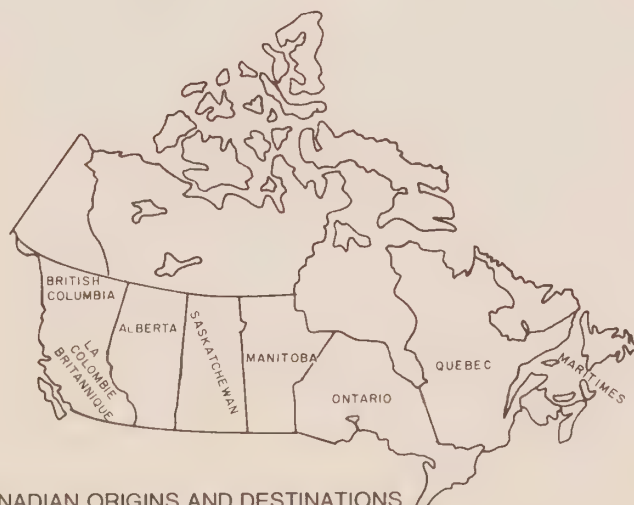 BRITISH
COLUMBIA
LA
COLOMBIE
BRITANNIQUE
ALBERTA
SASKATCHEWAN
MANITOBA
ONTARIO
QUEBEC
MARITIMES
NADIAN ORIGINS AND DESTINATIONS